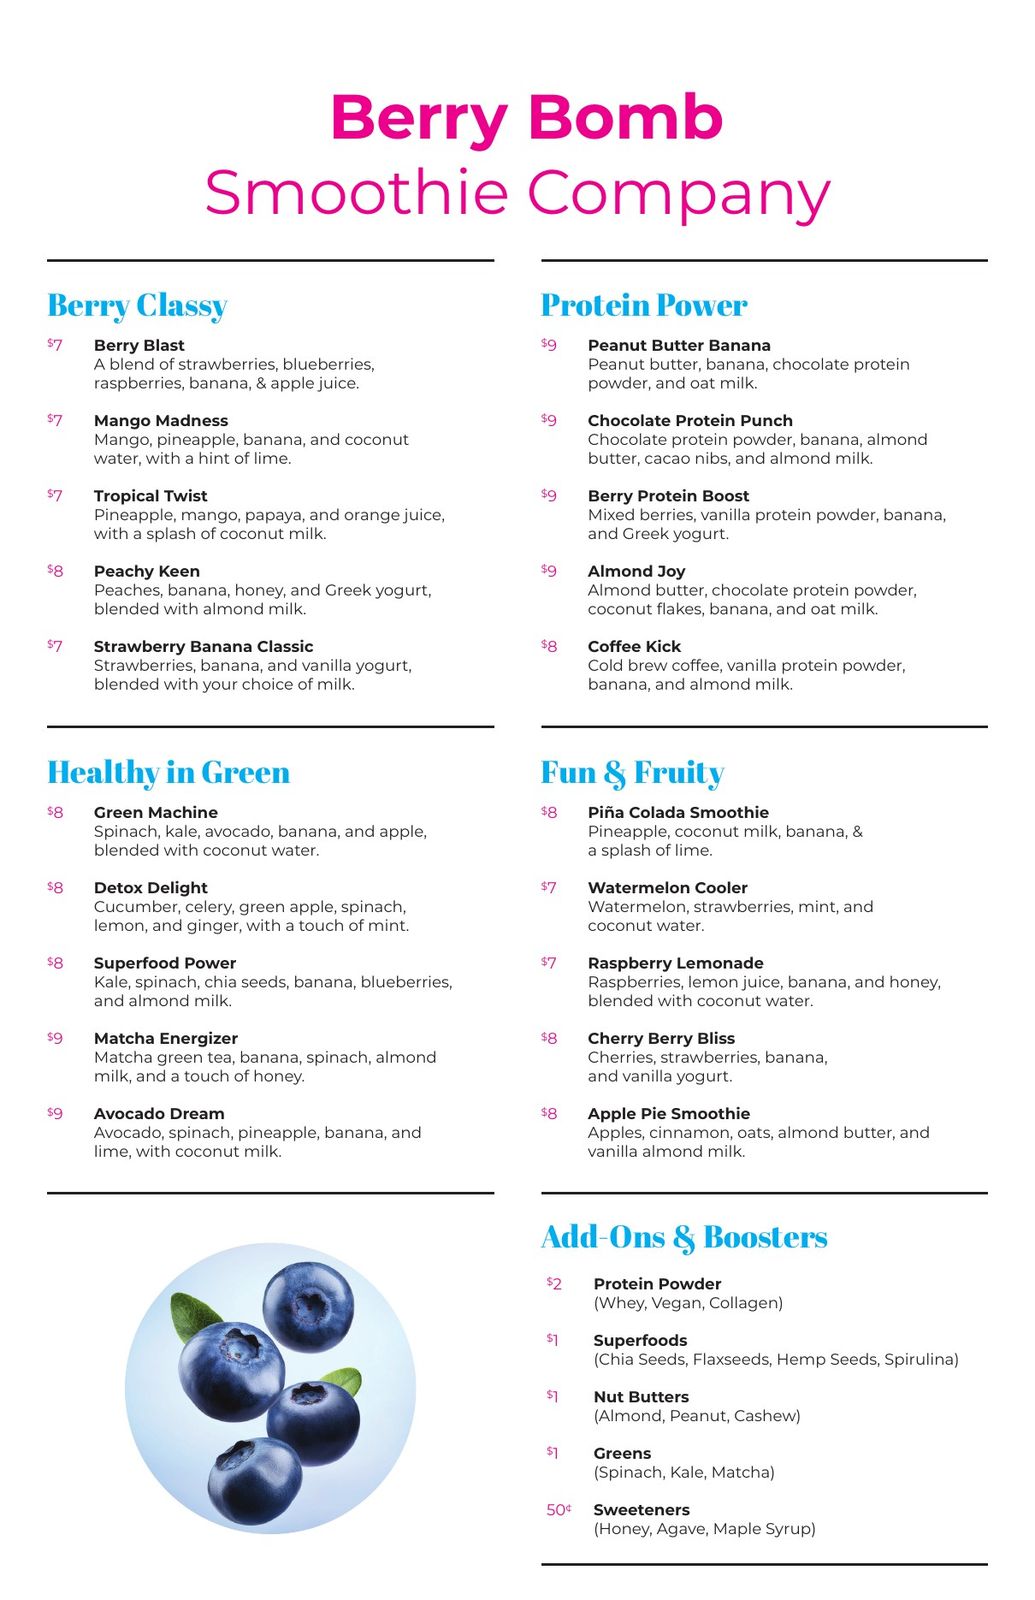 Berry Bomb
Smoothie Company
Berry Classy
$7 Berry Blast
A blend of strawberries, blueberries,
raspberries, banana, & apple juice.
$7 Mango Madness
Mango, pineapple, banana, and coconut
water, with a hint of lime.
$7 Tropical Twist
Pineapple, mango, papaya, and orange juice,
with a splash of coconut milk.
$8 Peachy Keen
Peaches, banana, honey, and Greek yogurt,
blended with almond milk.
$7 Strawberry Banana Classic
Strawberries, banana, and vanilla yogurt,
blended with your choice of milk.
Protein Power
$9 Peanut Butter Banana
Peanut butter, banana, chocolate protein
powder, and oat milk.
$9 Chocolate Protein Punch
Chocolate protein powder, banana, almond
butter, cacao nibs, and almond milk.
$9 Berry Protein Boost
Mixed berries, vanilla protein powder, banana,
and Greek yogurt.
$9 Almond Joy
Almond butter, chocolate protein powder,
coconut flakes, banana, and oat milk.
$8 Coffee Kick
Cold brew coffee, vanilla protein powder,
banana, and almond milk.
Healthy in Green
$8 Green Machine
Spinach, kale, avocado, banana, and apple,
blended with coconut water.
$8 Detox Delight
Cucumber, celery, green apple, spinach,
lemon, and ginger, with a touch of mint.
$8 Superfood Power
Kale, spinach, chia seeds, banana, blueberries,
and almond milk.
$9 Matcha Energizer
Matcha green tea, banana, spinach, almond
milk, and a touch of honey.
$9 Avocado Dream
Avocado, spinach, pineapple, banana, and
lime, with coconut milk.
Fun & Fruity
$8 Piña Colada Smoothie
Pineapple, coconut milk, banana, &
a splash of lime.
$7 Watermelon Cooler
Watermelon, strawberries, mint, and
coconut water.
$7 Raspberry Lemonade
Raspberries, lemon juice, banana, and honey,
blended with coconut water.
$8 Cherry Berry Bliss
Cherries, strawberries, banana,
and vanilla yogurt.
$8 Apple Pie Smoothie
Apples, cinnamon, oats, almond butter, and
vanilla almond milk.
Add-Ons & Boosters
$2 Protein Powder
(Whey, Vegan, Collagen)
$1 Superfoods
(Chia Seeds, Flaxseeds, Hemp Seeds, Spirulina)
$1 Nut Butters
(Almond, Peanut, Cashew)
$1 Greens
(Spinach, Kale, Matcha)
50¢ Sweeteners
(Honey, Agave, Maple Syrup)